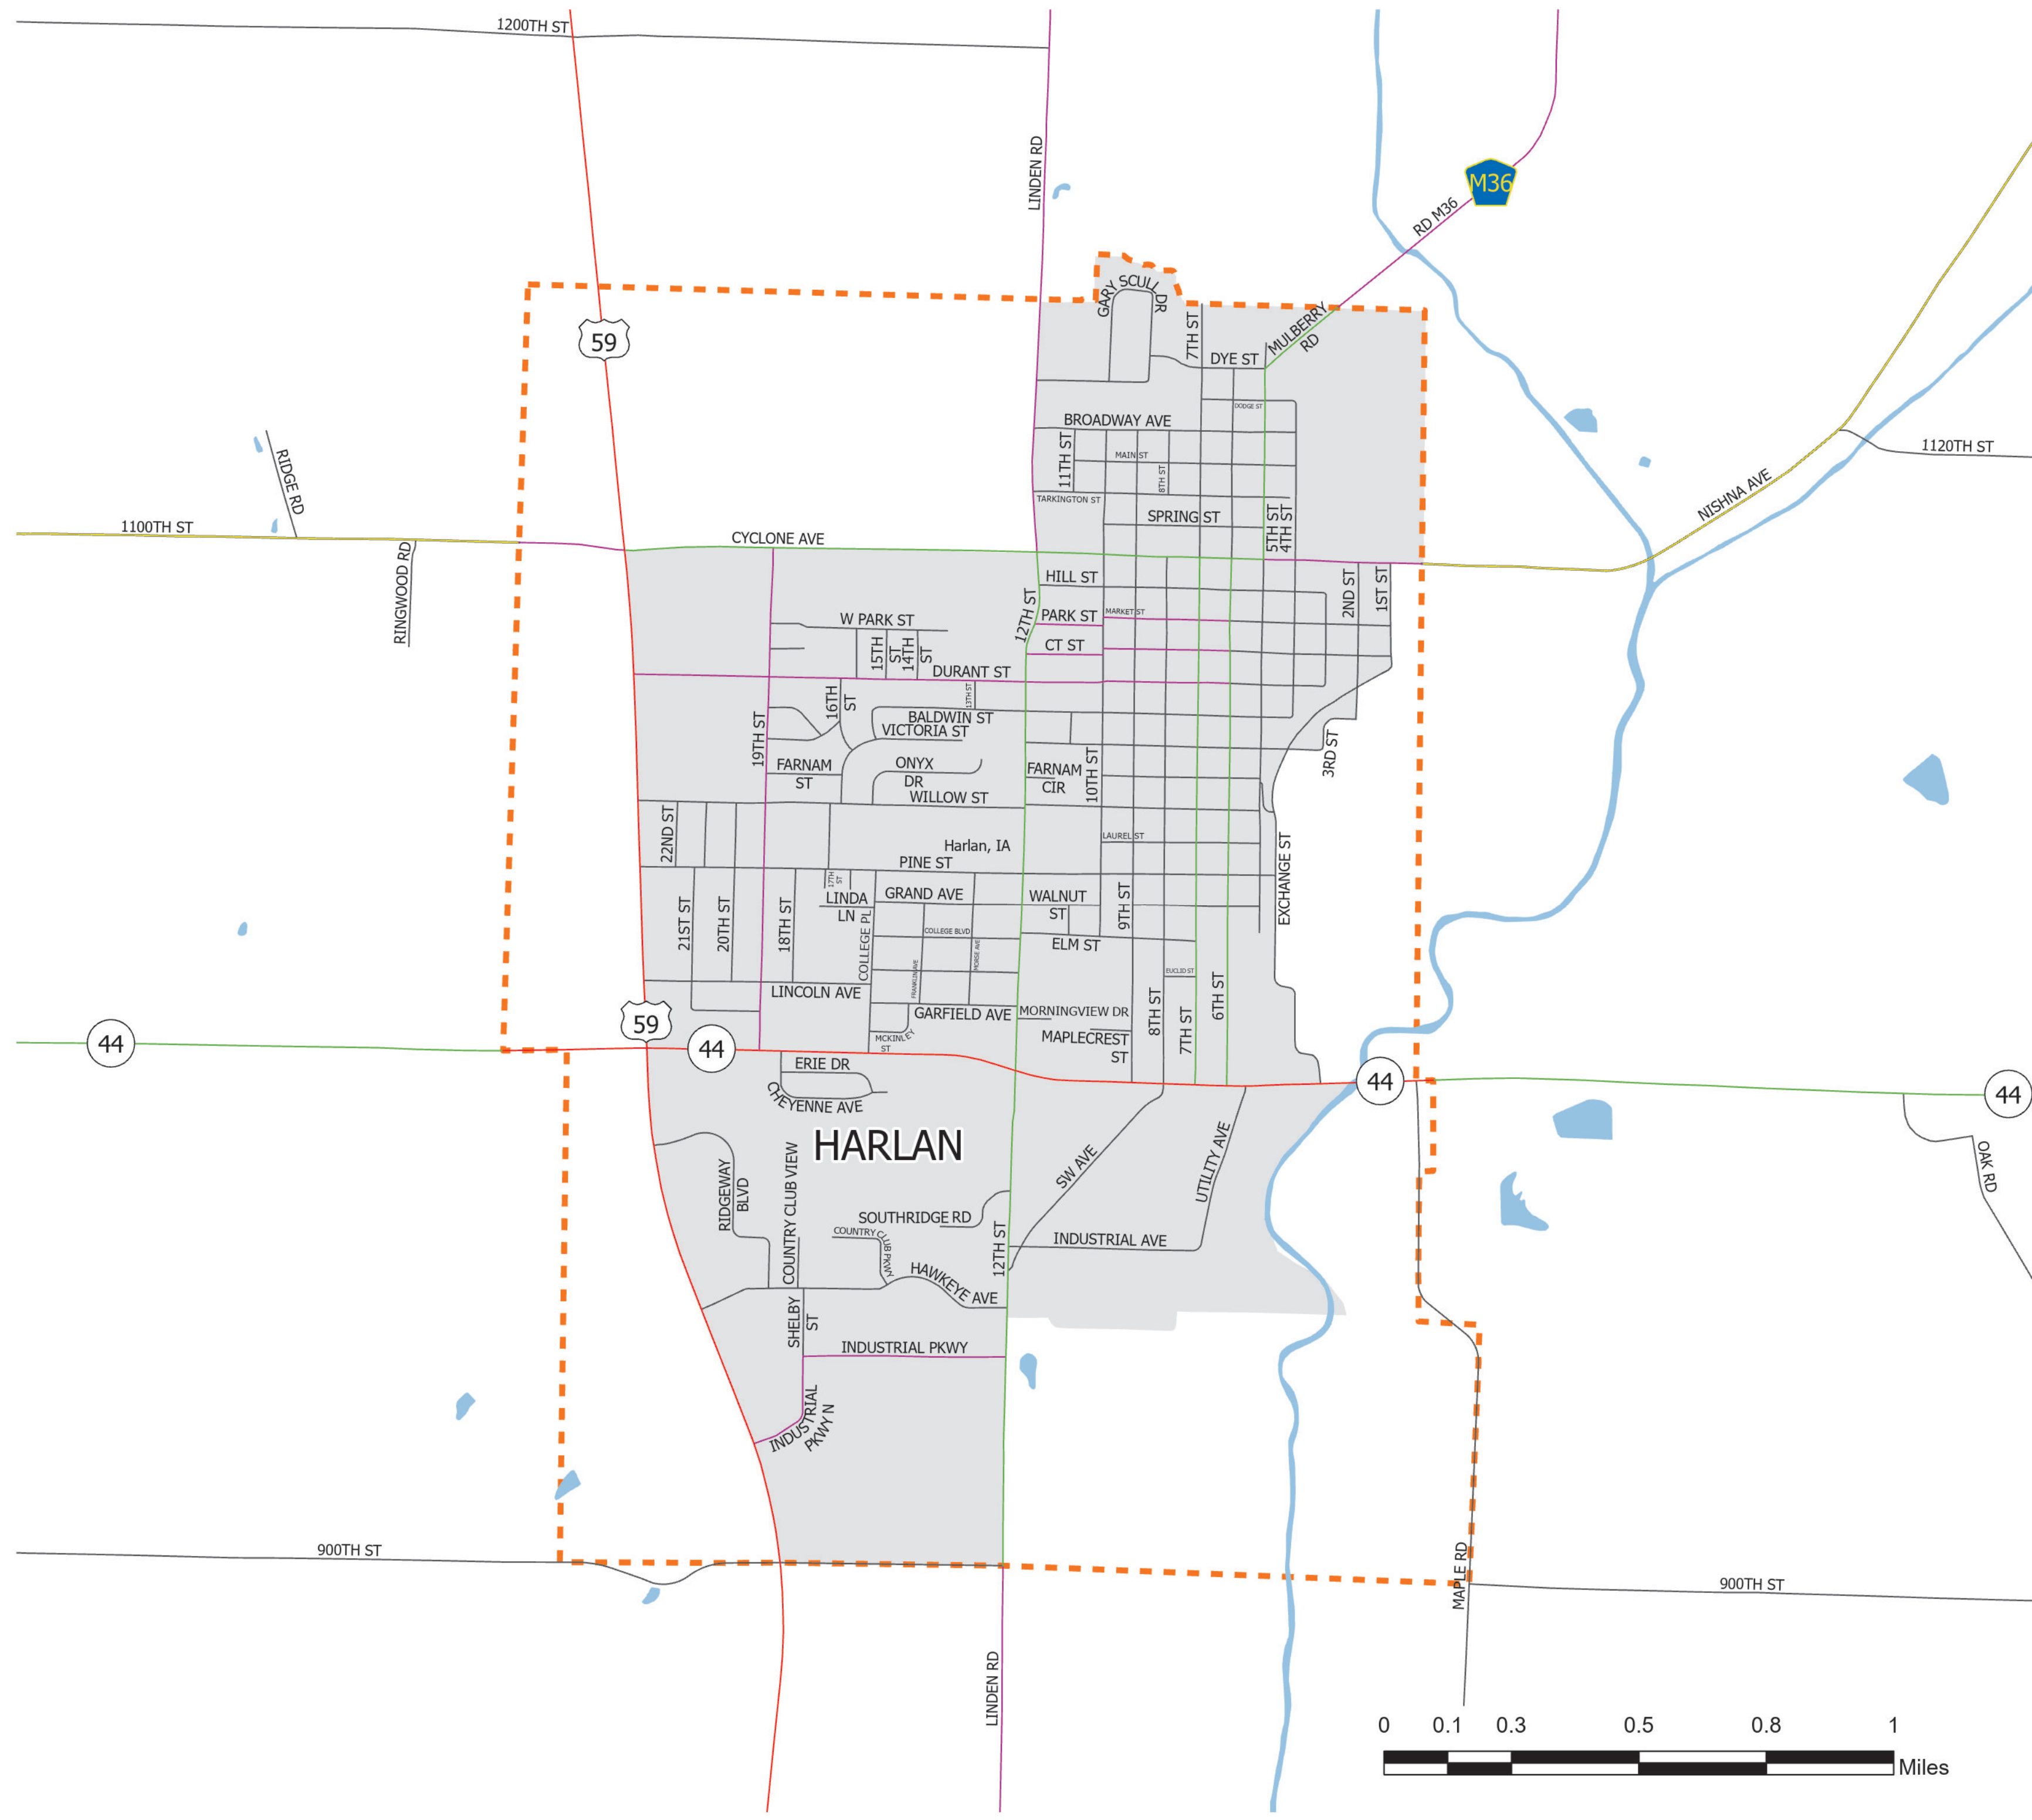 1200TH ST
LINDEN RD
M36
RD M36
GARY SCULL DR
59
7TH ST
MULBERRY
RD
DYE ST
DODGE ST
BROADWAY AVE
11TH ST
MAIN ST
8TH ST
TARKINGTON ST
SPRING ST
5TH ST
4TH ST
RIDGE RD
1100TH ST
RINGWOOD RD
CYCLONE AVE
NISHNA AVE
1120TH ST
HILL ST
2ND ST
1ST ST
12TH ST
PARK ST
MARKET ST
W PARK ST
15TH
ST
14TH
ST
CT ST
DURANT ST
16TH
ST
13TH ST
BALDWIN ST
VICTORIA ST
19TH ST
3RD ST
FARNAM
ST
ONYX
DR
FARNAM
CIR
10TH ST
WILLOW ST
22ND ST
LAUREL ST
Harlan, IA
EXCHANGE ST
PINE ST
17TH
ST
LINDA
LN
GRAND AVE
WALNUT
ST
9TH ST
21ST ST
20TH ST
18TH ST
COLLEGE PL
COLLEGE BLVD
MORSE AVE
ELM ST
FRANKLIN AVE
EUCLID ST
LINCOLN AVE
8TH ST
7TH ST
6TH ST
59
GARFIELD AVE
MORNINGVIEW DR
MCKINLEY
ST
MAPLECREST
ST
44
44
44
44
ERIE DR
CHEYENNE AVE
HARLAN
SW AVE
UTILITY AVE
OAK RD
RIDGEWAY
BLVD
COUNTRY CLUB VIEW
SOUTHRIDGE RD
COUNTRY CLUB PKWY
12TH ST
INDUSTRIAL AVE
HAWKEYE AVE
SHELBY
ST
INDUSTRIAL PKWY
INDUSTRIAL
PKWY N
900TH ST
MAPLE RD
900TH ST
LINDEN RD
0 0.1 0.3 0.5 0.8 1
Miles